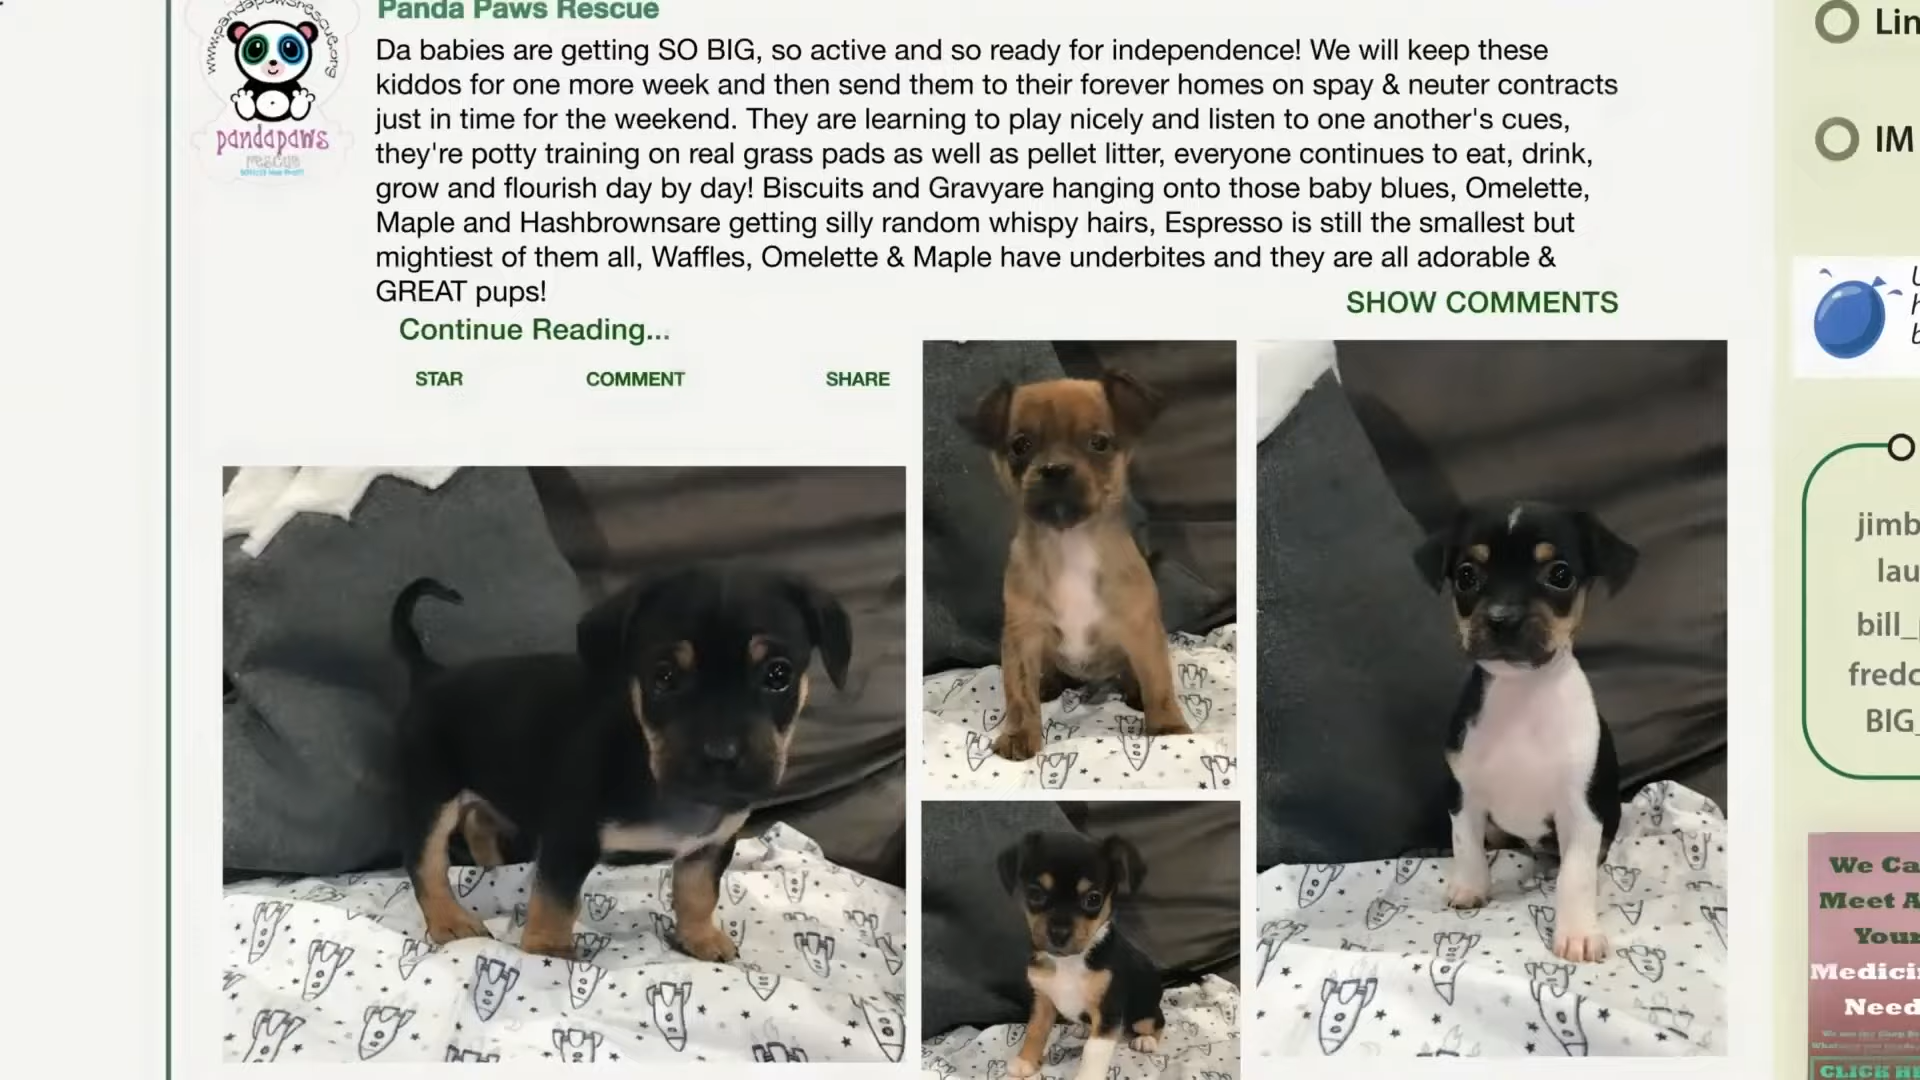 www.pandapawsrescue.org
pandapaws
rescue
Panda Paws Rescue
Da babies are getting SO BIG, so active and so ready for independence! We will keep these
kiddos for one more week and then send them to their forever homes on spay & neuter contracts
just in time for the weekend. They are learning to play nicely and listen to one another's cues,
they're potty training on real grass pads as well as pellet litter, everyone continues to eat, drink,
grow and flourish day by day! Biscuits and Gravyare hanging onto those baby blues, Omelette,
Maple and Hashbrownsare getting silly random whispy hairs, Espresso is still the smallest but
mightiest of them all, Waffles, Omelette & Maple have underbites and they are all adorable &
GREAT pups!
SHOW COMMENTS
Continue Reading...
STAR COMMENT SHARE
Lin
IM
jimb
lau
bill_
fredo
BIG_
We Ca
Meet A
Your
Medici
Need
CLICK H